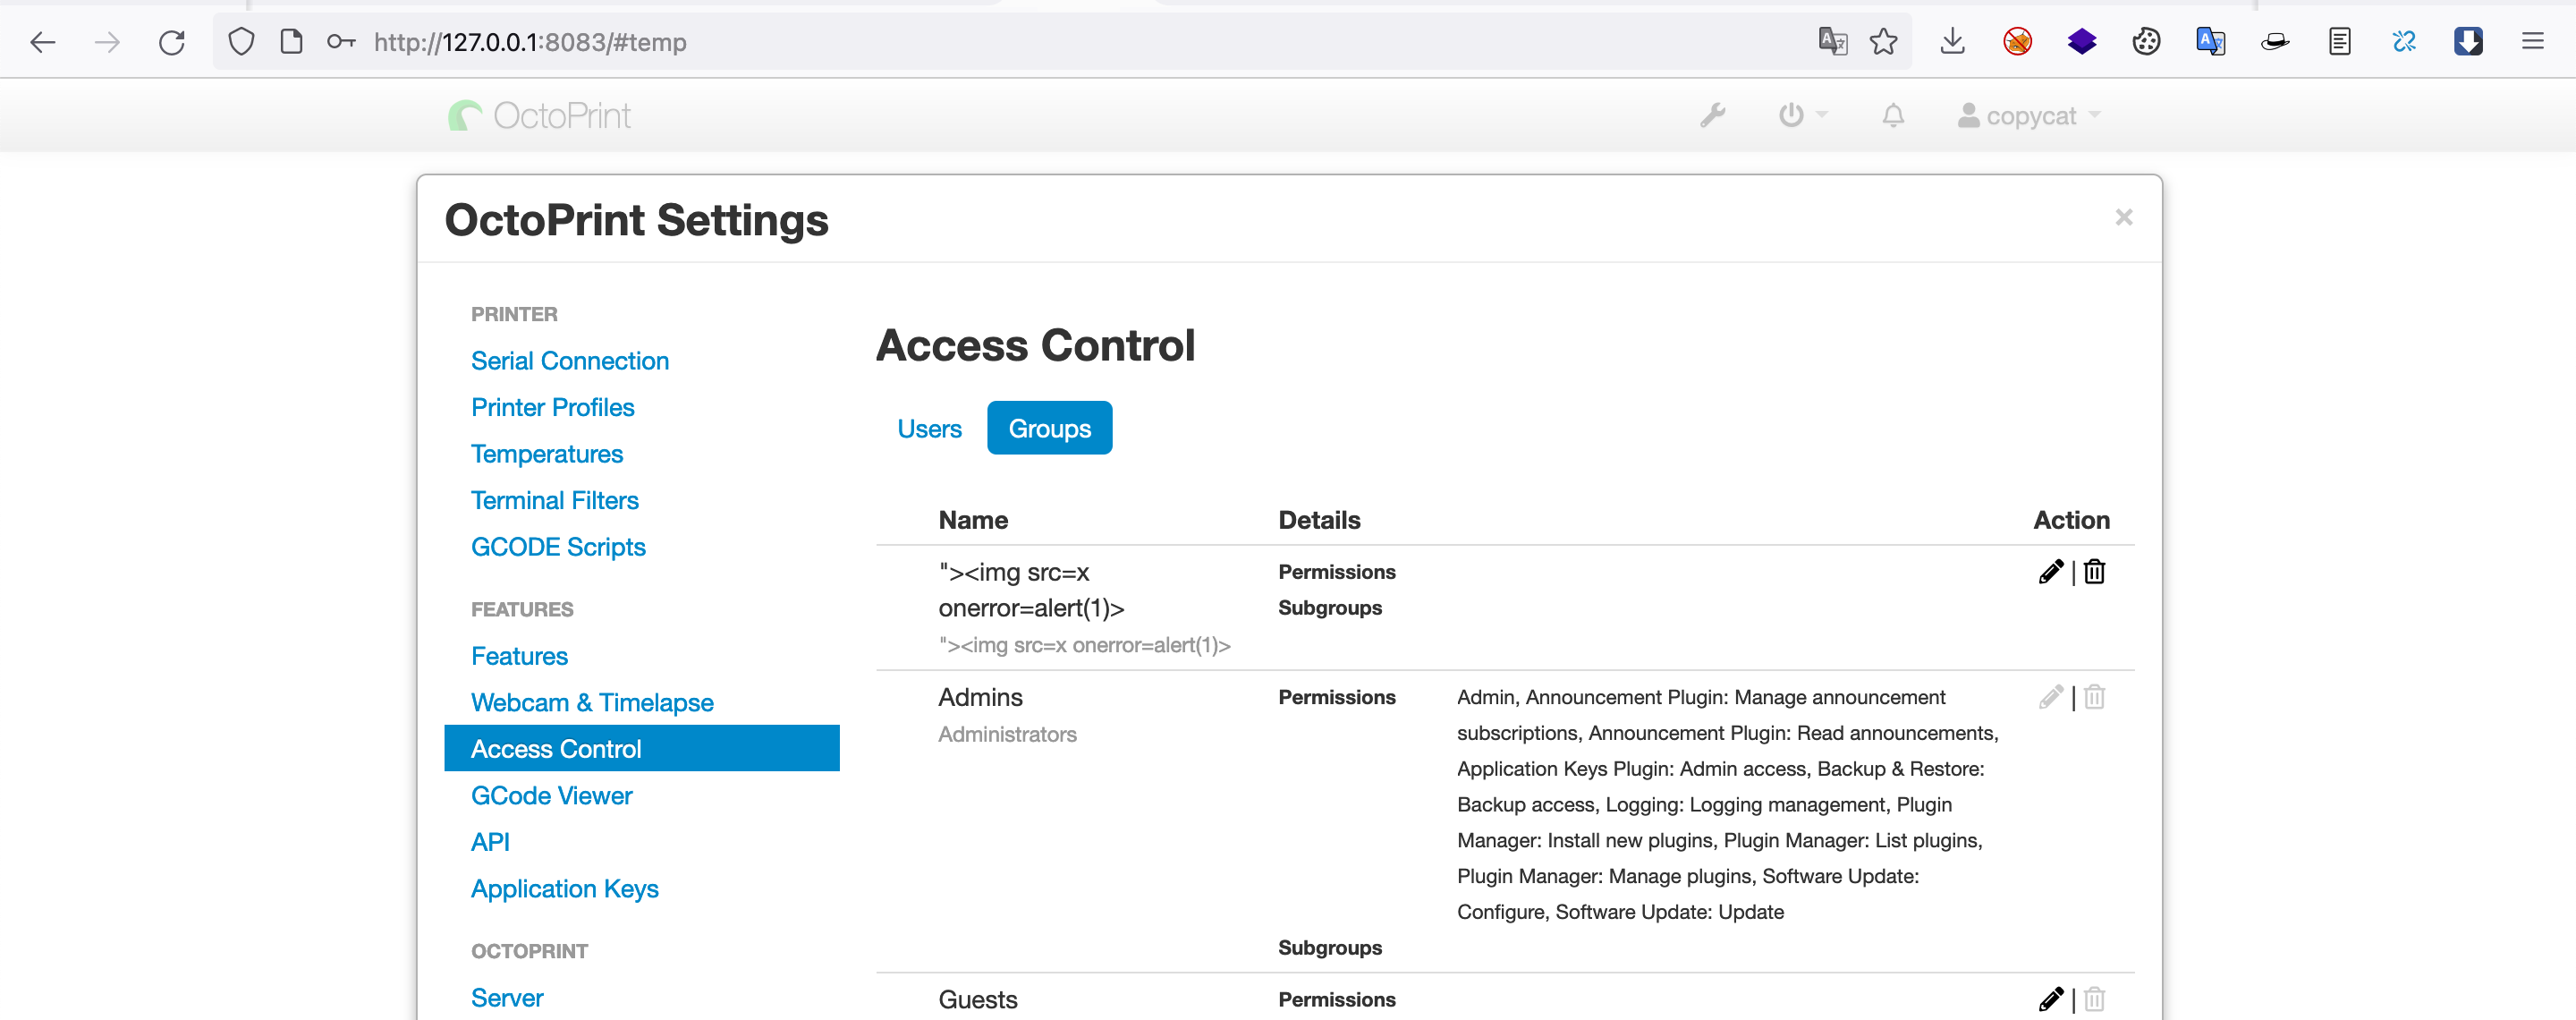 http://127.0.0.1:8083/#temp
OctoPrint
copycat
OctoPrint Settings
×
PRINTER
Serial Connection
Printer Profiles
Temperatures
Terminal Filters
GCODE Scripts
FEATURES
Features
Webcam & Timelapse
Access Control
GCode Viewer
API
Application Keys
OCTOPRINT
Server
Access Control
Users Groups
Name Details Action
"><img src=x Permissions |
onerror=alert(1)> Subgroups
"><img src=x onerror=alert(1)>
Admins Permissions Admin, Announcement Plugin: Manage announcement |
Administrators subscriptions, Announcement Plugin: Read announcements,
Application Keys Plugin: Admin access, Backup & Restore:
Backup access, Logging: Logging management, Plugin
Manager: Install new plugins, Plugin Manager: List plugins,
Plugin Manager: Manage plugins, Software Update:
Configure, Software Update: Update
Subgroups
Guests Permissions |